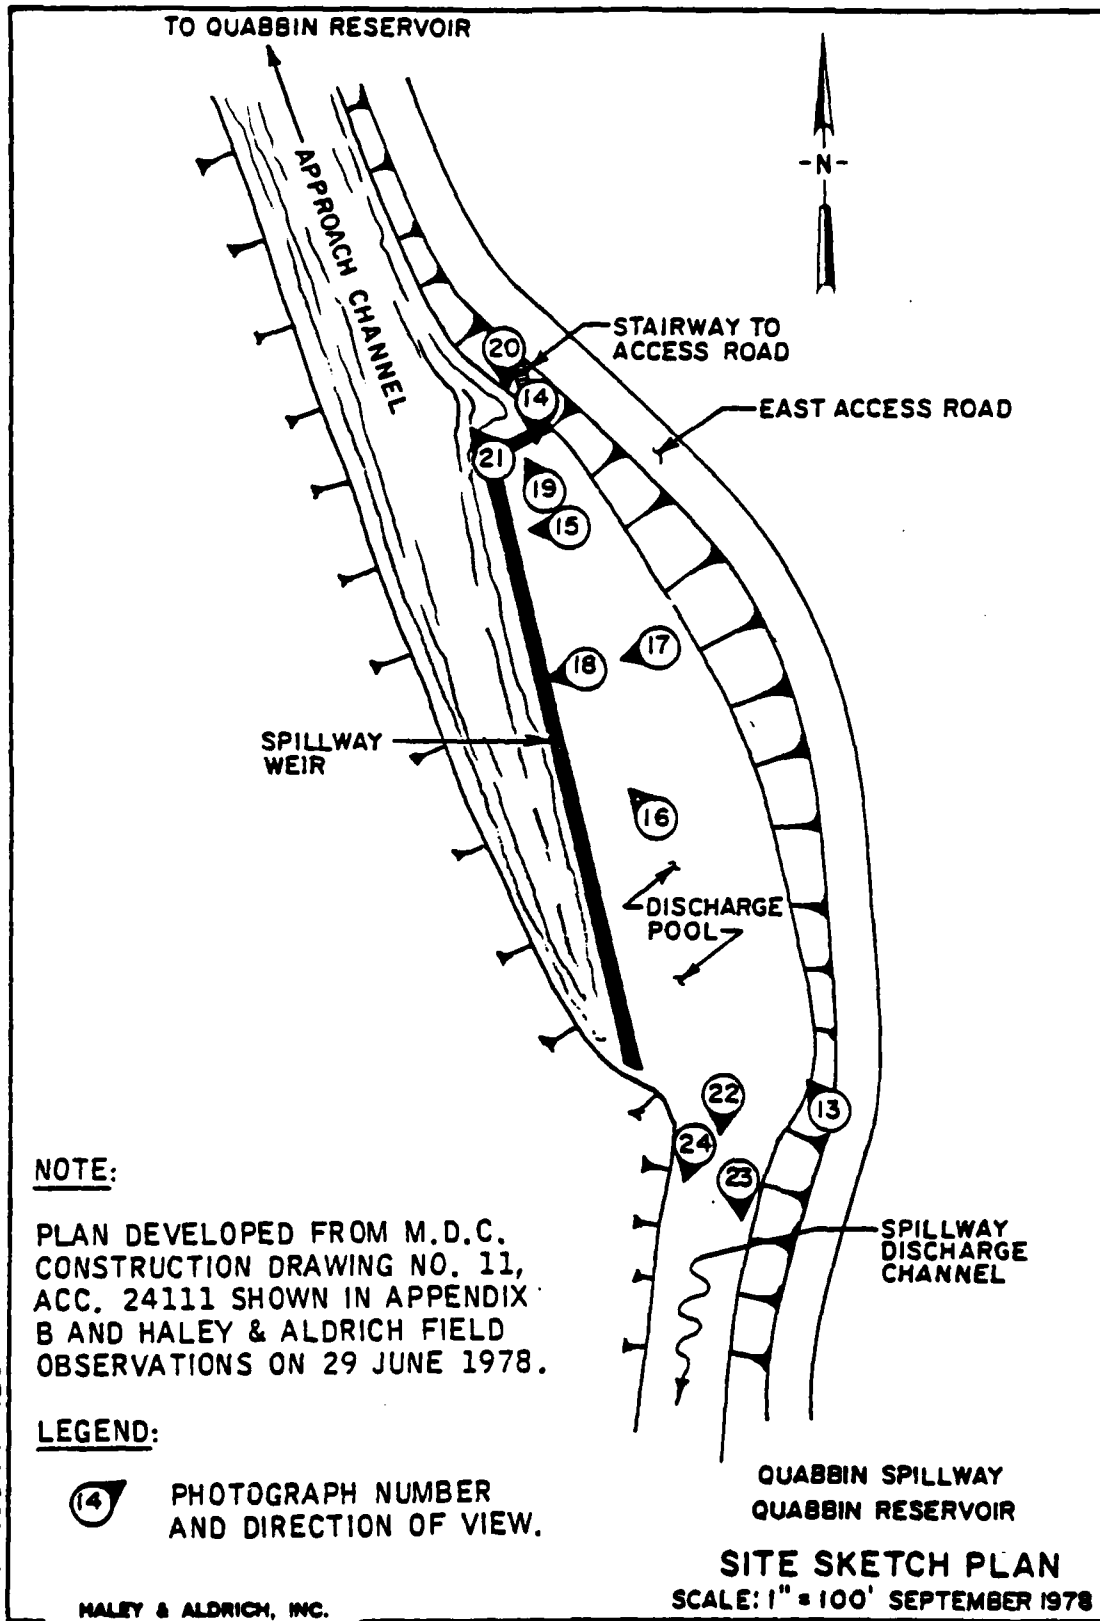 TO QUABBIN RESERVOIR
APPROACH CHANNEL
-N-
20
STAIRWAY TO
ACCESS ROAD
14
EAST ACCESS ROAD
21
19
15
17
18
SPILLWAY
WEIR
16
DISCHARGE
POOL
22
13
24
23
SPILLWAY
DISCHARGE
CHANNEL
NOTE:
PLAN DEVELOPED FROM M.D.C.
CONSTRUCTION DRAWING NO. 11,
ACC. 24111 SHOWN IN APPENDIX
B AND HALEY & ALDRICH FIELD
OBSERVATIONS ON 29 JUNE 1978.
LEGEND:
14
PHOTOGRAPH NUMBER
AND DIRECTION OF VIEW.
QUABBIN SPILLWAY
QUABBIN RESERVOIR
SITE SKETCH PLAN
SCALE: 1" = 100' SEPTEMBER 1978
HALEY & ALDRICH, INC.